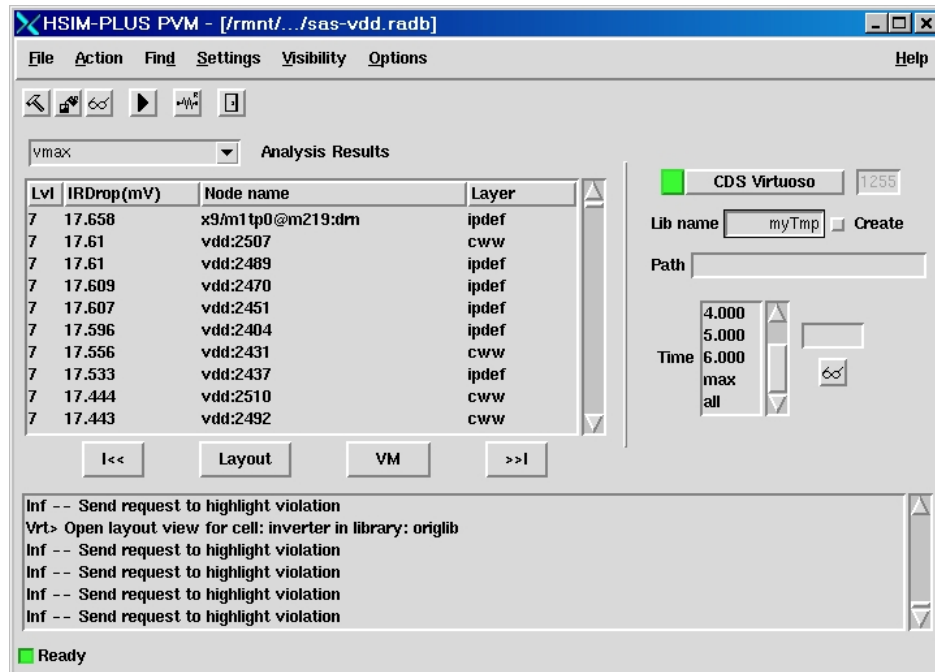 HSIM-PLUS PVM - [/rmnt/.../sas-vdd.radb]
File Action Find Settings Visibility Options Help
R
vmax Analysis Results
Lvl IRDrop(mV) Node name Layer
7 17.658 x9/m1tp0@m219:drn ipdef
7 17.61 vdd:2507 cww
7 17.61 vdd:2489 ipdef
7 17.609 vdd:2470 ipdef
7 17.607 vdd:2451 ipdef
7 17.596 vdd:2404 ipdef
7 17.556 vdd:2431 cww
7 17.533 vdd:2437 ipdef
7 17.444 vdd:2510 cww
7 17.443 vdd:2492 cww
I<< Layout VM >>I
CDS Virtuoso 1255
Lib name myTmp Create
Path
Time
4.000
5.000
6.000
max
all
Inf -- Send request to highlight violation
Vrt> Open layout view for cell: inverter in library: origlib
Inf -- Send request to highlight violation
Inf -- Send request to highlight violation
Inf -- Send request to highlight violation
Inf -- Send request to highlight violation
Ready